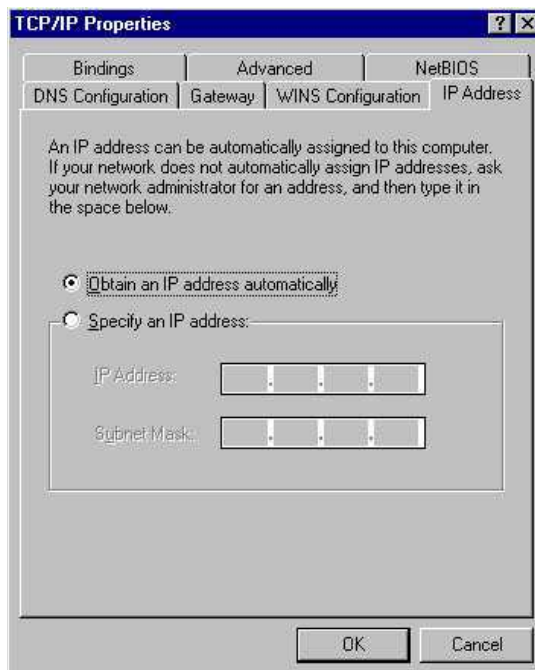 TCP/IP Properties
Bindings
Advanced
NetBIOS
DNS Configuration
Gateway
WINS Configuration
IP Address
An IP address can be automatically assigned to this computer.
If your network does not automatically assign IP addresses, ask
your network administrator for an address, and then type it in
the space below.
Obtain an IP address automatically
Specify an IP address:
IP Address:
. . .
Subnet Mask:
. . .
OK
Cancel